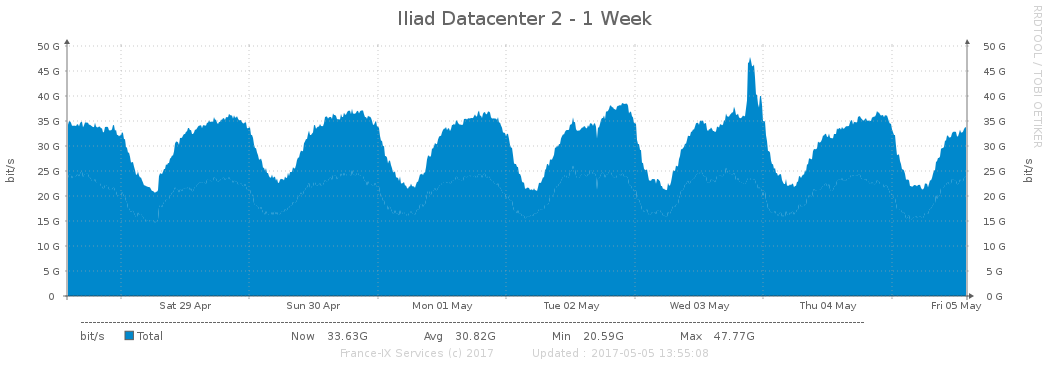 Iliad Datacenter 2 - 1 Week
RRDTOOL / TOBI OETIKER
50 G 50 G
45 G 45 G
40 G 40 G
35 G 35 G
30 G 30 G
25 G 25 G
20 G 20 G
15 G 15 G
10 G 10 G
5 G 5 G
0 0 G
bit/s bit/s
Sat 29 Apr Sun 30 Apr Mon 01 May Tue 02 May Wed 03 May Thu 04 May Fri 05 May
bit/s Total Now 33.63G Avg 30.82G Min 20.59G Max 47.77G
France-IX Services (c) 2017 Updated : 2017-05-05 13:55:08